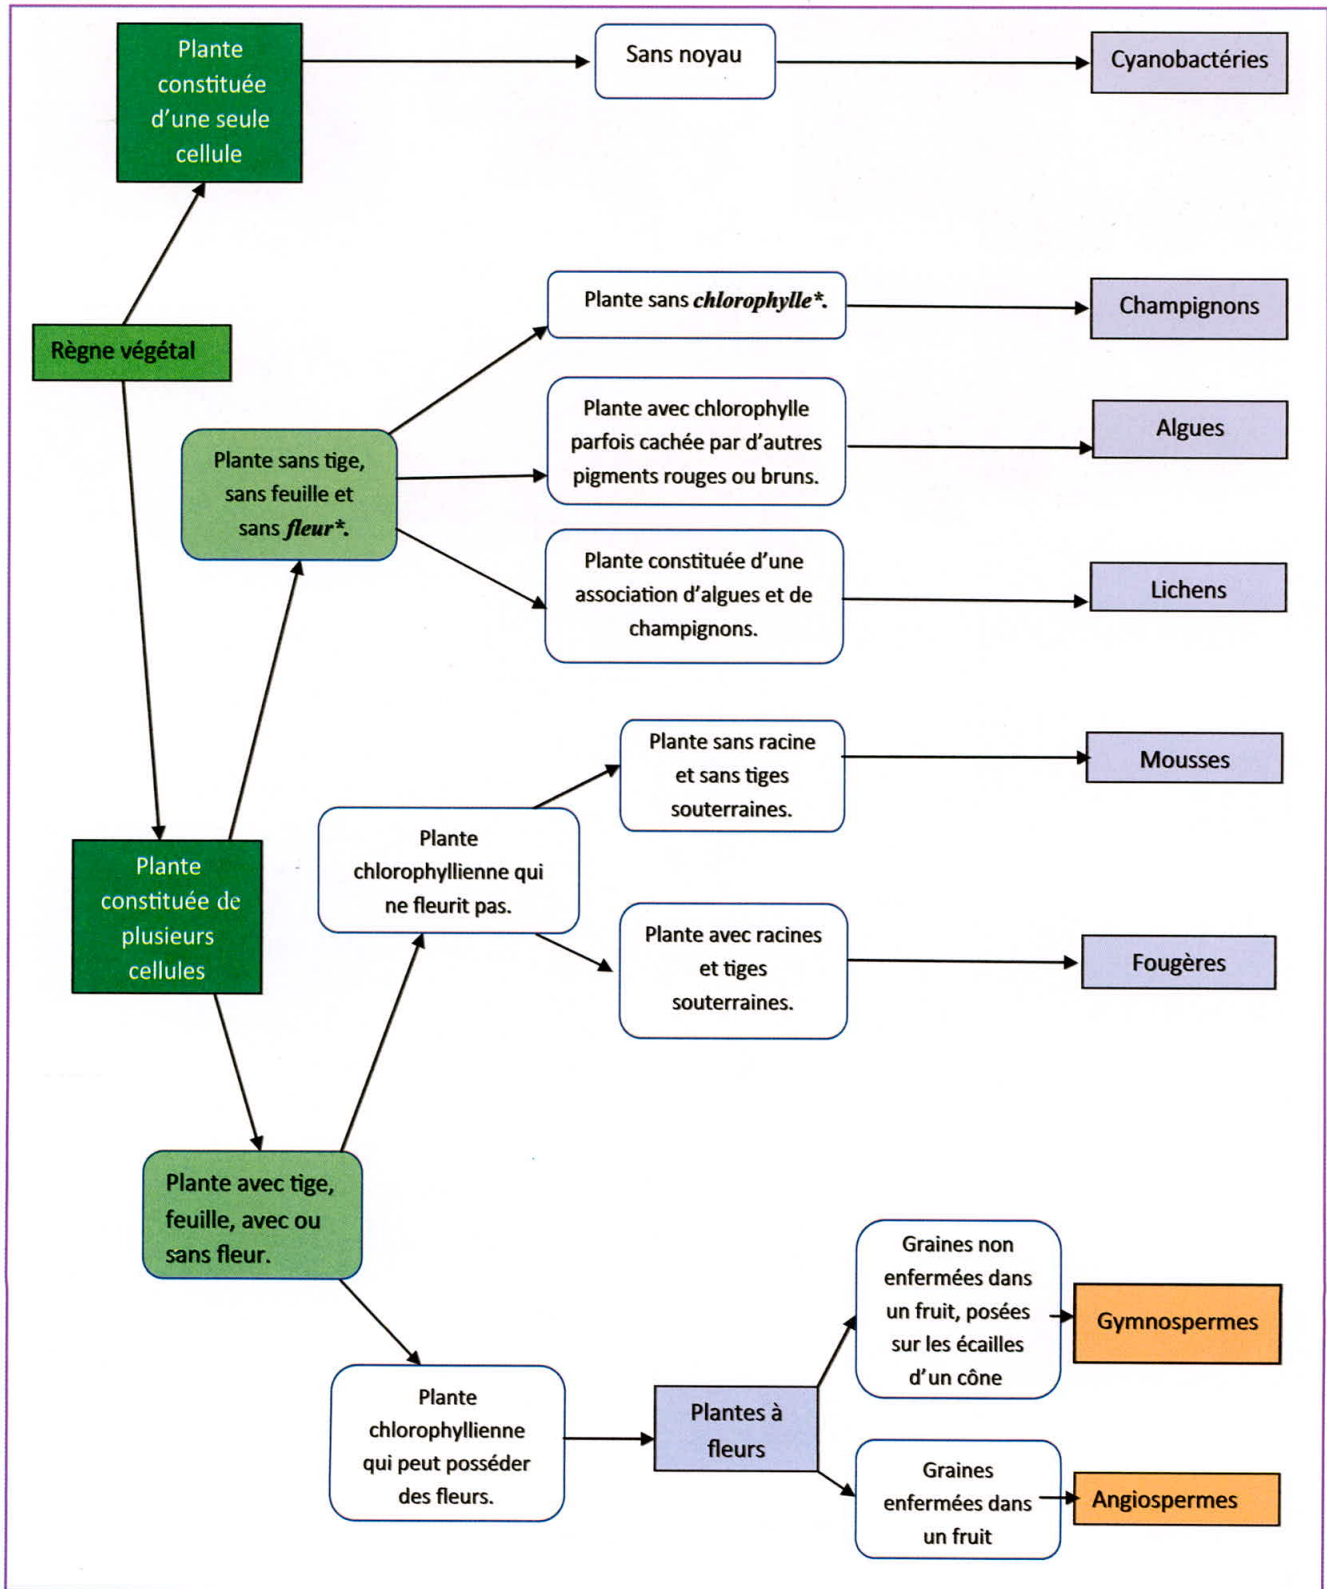 Plante
constituée
d'une seule
cellule
Sans noyau
Cyanobactéries
Règne végétal
Plante sans tige,
sans feuille et
sans fleur*.
Plante sans chlorophylle*.
Champignons
Plante avec chlorophylle
parfois cachée par d'autres
pigments rouges ou bruns.
Algues
Plante constituée d'une
association d'algues et de
champignons.
Lichens
Plante
constituée de
plusieurs
cellules
Plante
chlorophyllienne qui
ne fleurit pas.
Plante sans racine
et sans tiges
souterraines.
Mousses
Plante avec racines
et tiges
souterraines.
Fougères
Plante avec tige,
feuille, avec ou
sans fleur.
Plante
chlorophyllienne
qui peut posséder
des fleurs.
Plantes à
fleurs
Graines non
enfermées dans
un fruit, posées
sur les écailles
d'un cône
Gymnospermes
Graines
enfermées dans
un fruit
Angiospermes